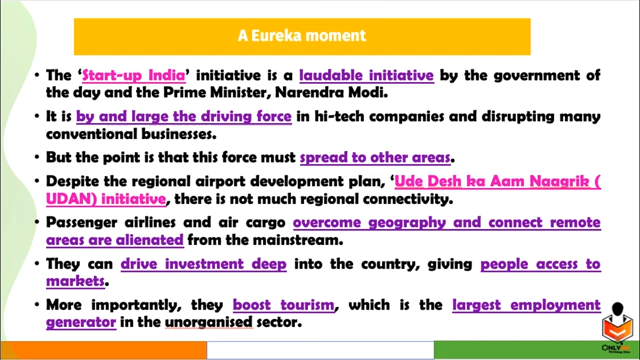 A Eureka moment
• The ‘Start-up India’ initiative is a laudable initiative by the government of
the day and the Prime Minister, Narendra Modi.
• It is by and large the driving force in hi-tech companies and disrupting many
conventional businesses.
• But the point is that this force must spread to other areas.
• Despite the regional airport development plan, ‘Ude Desh ka Aam Naagrik (
UDAN) initiative, there is not much regional connectivity.
• Passenger airlines and air cargo overcome geography and connect remote
areas are alienated from the mainstream.
• They can drive investment deep into the country, giving people access to
markets.
• More importantly, they boost tourism, which is the largest employment
generator in the unorganised sector.
ONLY